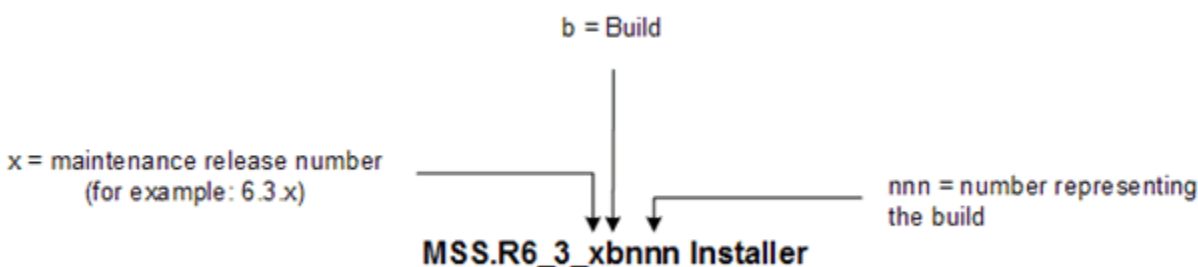 b = Build
x = maintenance release number
(for example: 6.3.x)
nnn = number representing
the build
MSS.R6_3_xbnnn Installer